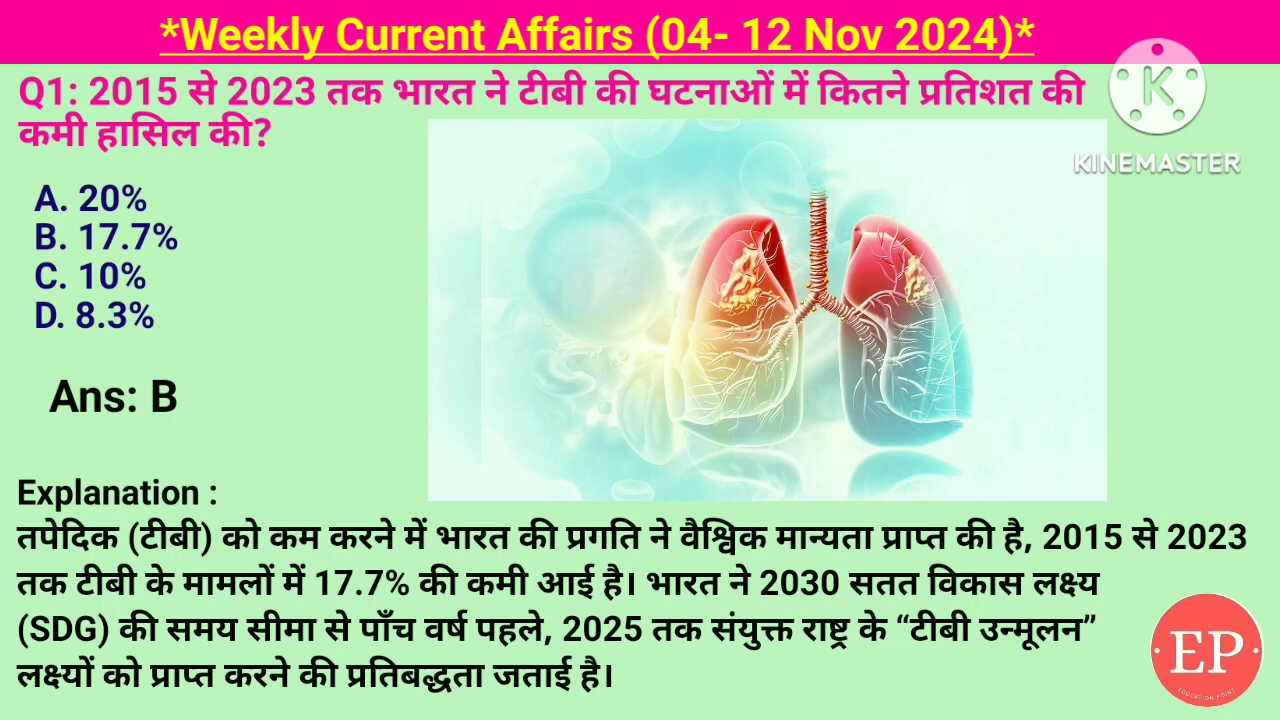 *Weekly Current Affairs (04- 12 Nov 2024)*
Q1: 2015 से 2023 तक भारत ने टीबी की घटनाओं में कितने प्रतिशत की
कमी हासिल की?
K
KINEMASTER
A. 20%
B. 17.7%
C. 10%
D. 8.3%
Ans: B
Explanation :
तपेदिक (टीबी) को कम करने में भारत की प्रगति ने वैश्विक मान्यता प्राप्त की है, 2015 से 2023
तक टीबी के मामलों में 17.7% की कमी आई है। भारत ने 2030 सतत विकास लक्ष्य
(SDG) की समय सीमा से पाँच वर्ष पहले, 2025 तक संयुक्त राष्ट्र के “टीबी उन्मूलन”
लक्ष्यों को प्राप्त करने की प्रतिबद्धता जताई है।
EP
EDUCATION POINT